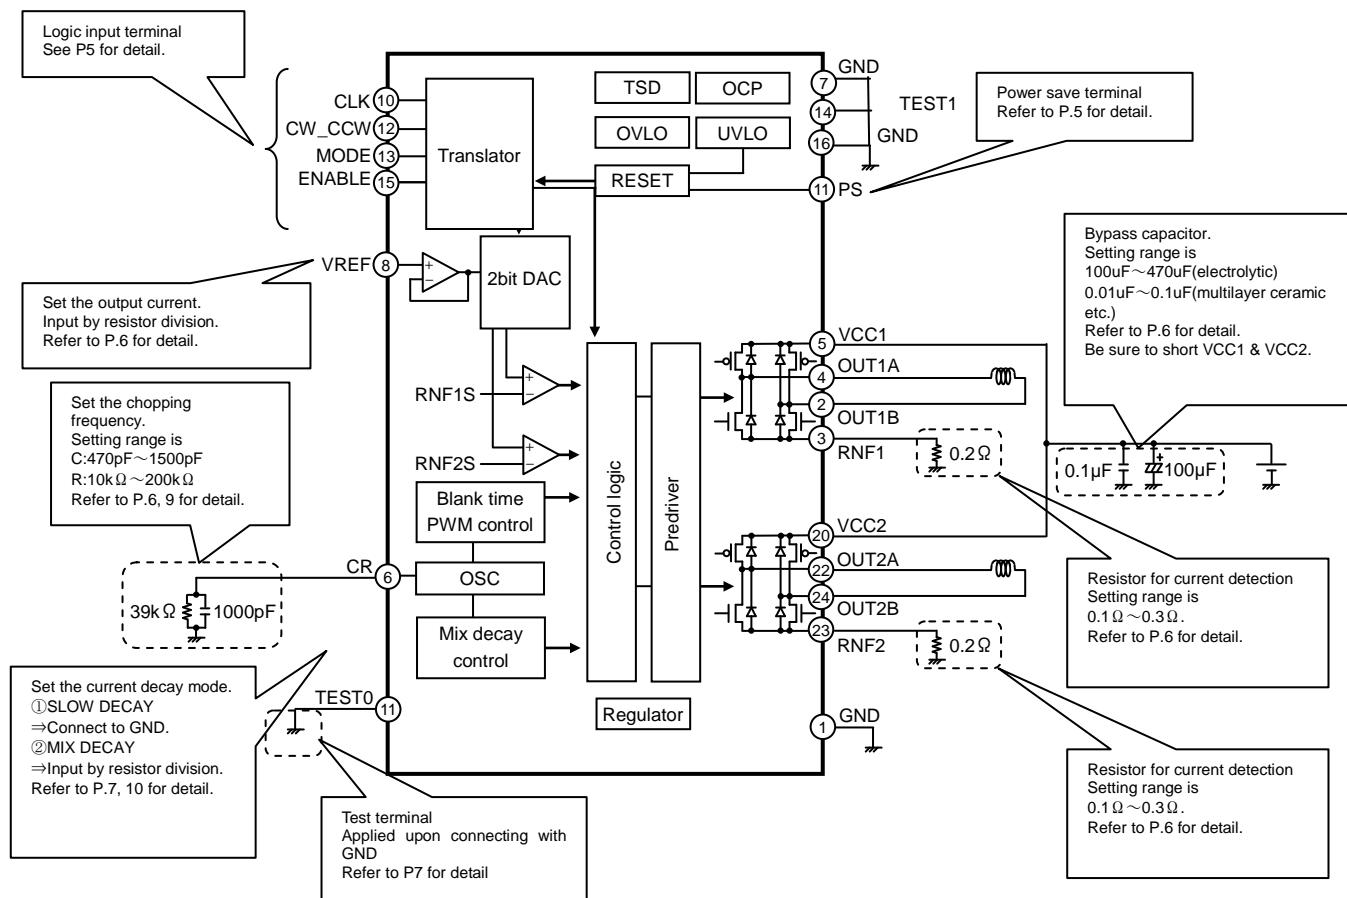 Logic input terminal
See P5 for detail.
CLK 10
CW_CCW 12
MODE 13
ENABLE 15
Translator
TSD
OCP
OVLO
UVLO
RESET
7 GND
14 TEST1
16 GND
11 PS
Power save terminal
Refer to P.5 for detail.
VREF 8
+
−
2bit DAC
Set the output current.
Input by resistor division.
Refer to P.6 for detail.
Bypass capacitor.
Setting range is
100uF～470uF(electrolytic)
0.01uF～0.1uF(multilayer ceramic
etc.)
Refer to P.6 for detail.
Be sure to short VCC1 & VCC2.
RNF1S
+
−
RNF2S
+
−
Control logic
Predriver
5 VCC1
4 OUT1A
2 OUT1B
3 RNF1
0.2Ω
0.1µF
+
100µF
Set the chopping
frequency.
Setting range is
C:470pF～1500pF
R:10kΩ～200kΩ
Refer to P.6, 9 for detail.
Blank time
PWM control
OSC
Mix decay
control
CR 6
39kΩ
1000pF
20 VCC2
22 OUT2A
24 OUT2B
23 RNF2
0.2Ω
Resistor for current detection
Setting range is
0.1Ω～0.3Ω.
Refer to P.6 for detail.
Set the current decay mode.
①SLOW DECAY
⇒Connect to GND.
②MIX DECAY
⇒Input by resistor division.
Refer to P.7, 10 for detail.
TEST0 11
Regulator
1 GND
Test terminal
Applied upon connecting with
GND
Refer to P7 for detail
Resistor for current detection
Setting range is
0.1Ω～0.3Ω.
Refer to P.6 for detail.